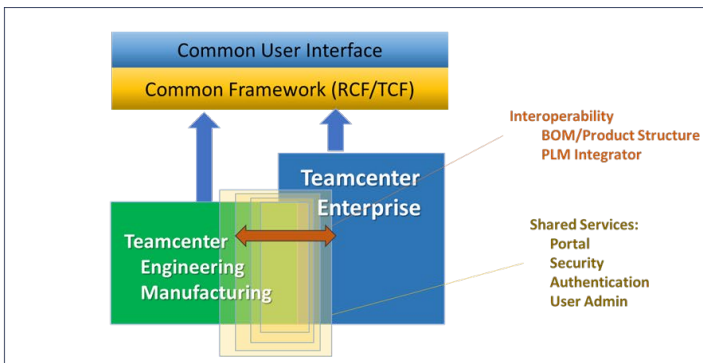 Common User Interface
Common Framework (RCF/TCF)
Interoperability
BOM/Product Structure
PLM Integrator
Teamcenter
Enterprise
Teamcenter
Engineering
Manufacturing
Shared Services:
Portal
Security
Authentication
User Admin